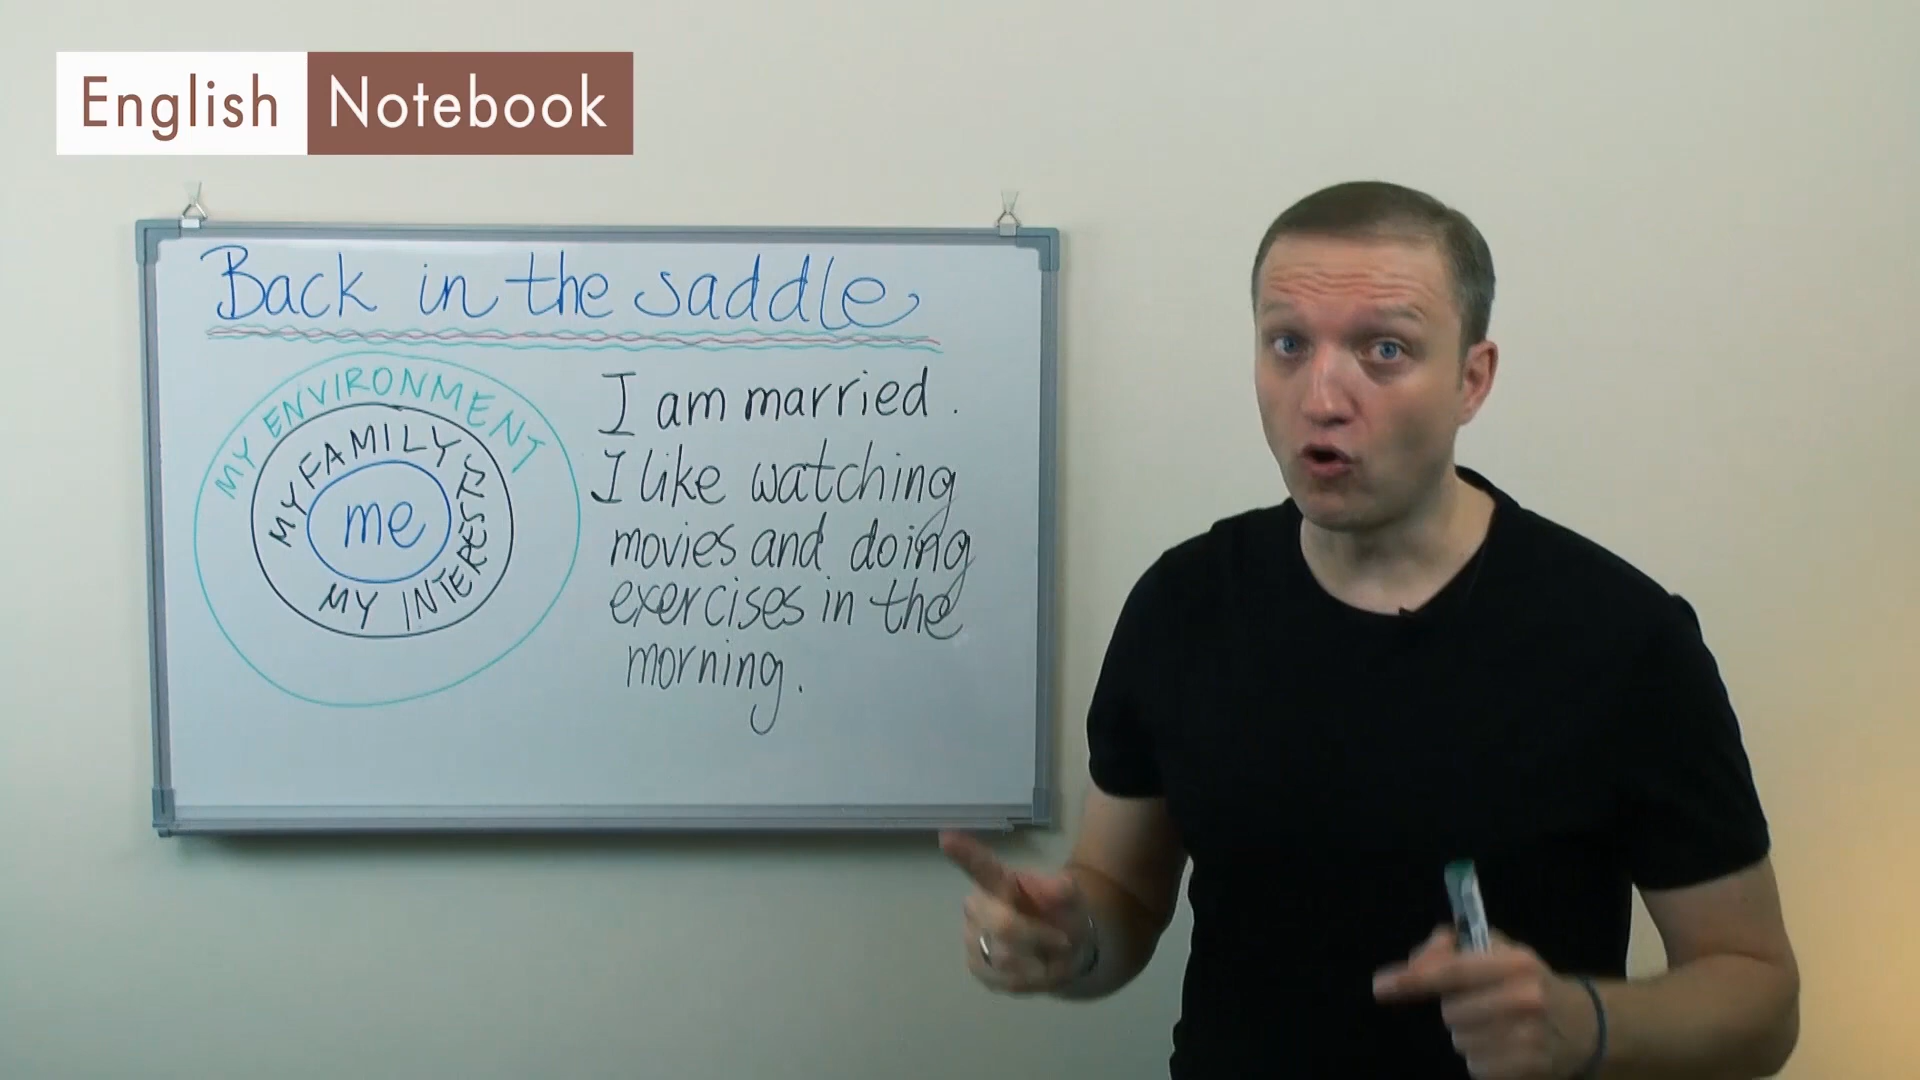 English Notebook
Back in the saddle
MY ENVIRONMENT
MY FAMILY
MY INTERESTS
me
I am married.
I like watching
movies and doing
exercises in the
morning.